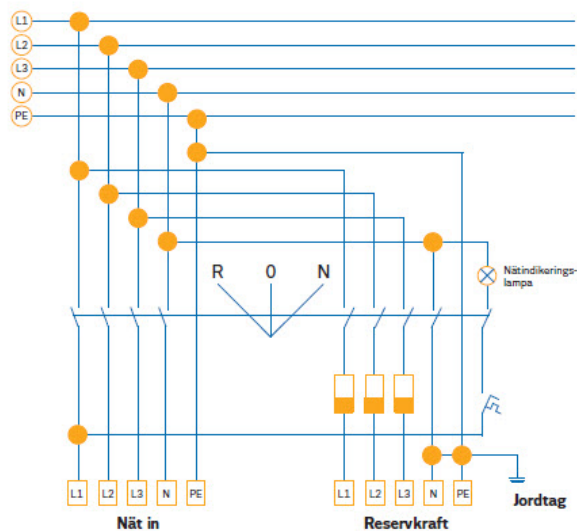 L1
L2
L3
N
PE
R 0 N
Nätindikerings-
lampa
L1 L2 L3 N PE L1 L2 L3 N PE
Jordtag
Nät in Reservkraft